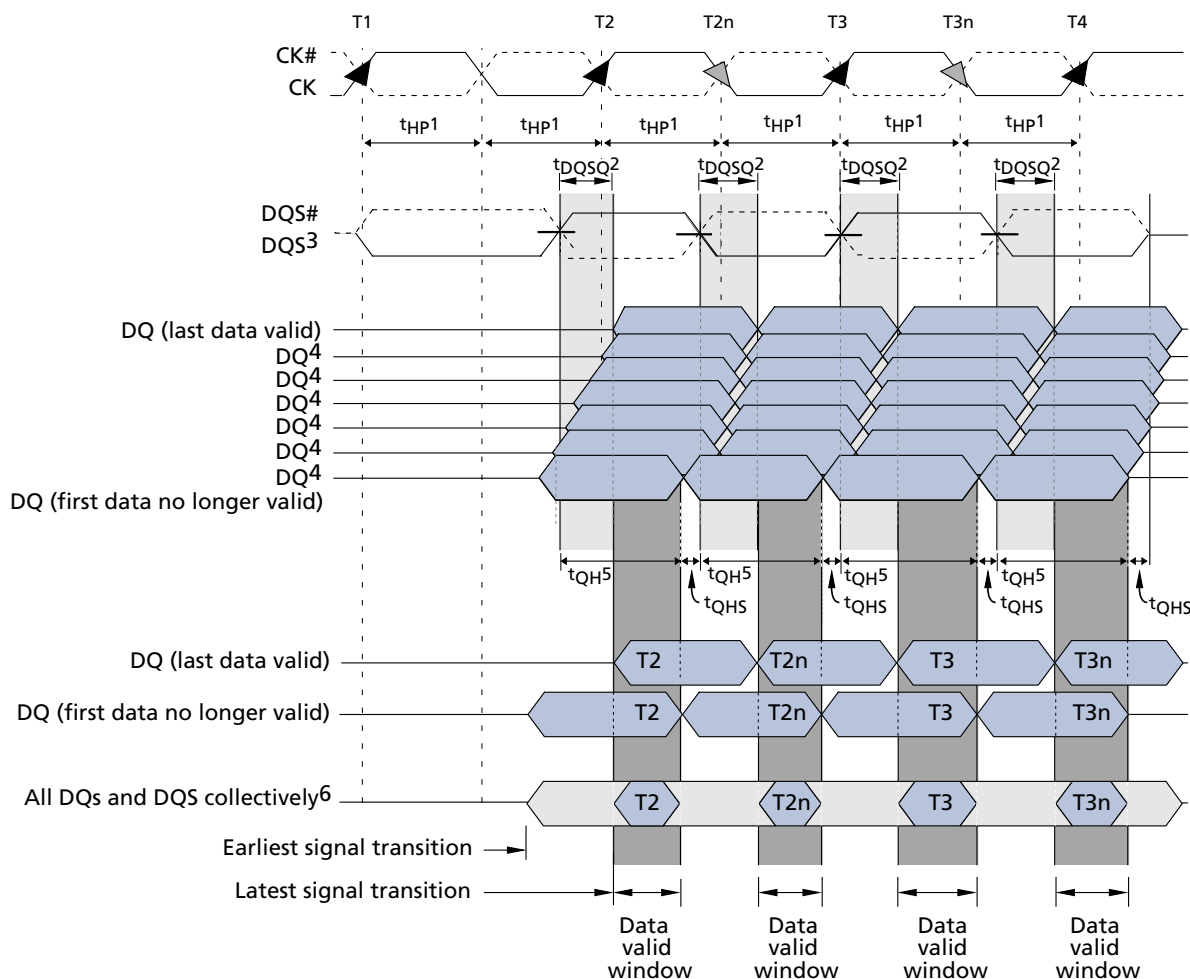 T1 T2 T2n T3 T3n T4
CK#
CK
tHP1 tHP1 tHP1 tHP1 tHP1 tHP1
tDQSQ2 tDQSQ2 tDQSQ2 tDQSQ2
DQS#
DQS3
DQ (last data valid)
DQ4
DQ4
DQ4
DQ4
DQ4
DQ4
DQ (first data no longer valid)
tQH5 tQH5 tQH5 tQH5
tQHS tQHS tQHS tQHS
DQ (last data valid) T2 T2n T3 T3n
DQ (first data no longer valid) T2 T2n T3 T3n
All DQs and DQS collectively6 T2 T2n T3 T3n
Earliest signal transition
Latest signal transition
Data Data Data Data
valid valid valid valid
window window window window